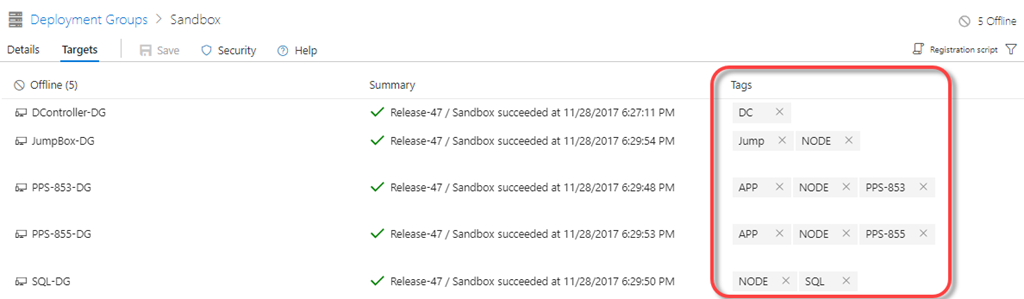 Deployment Groups > Sandbox
5 Offline
Details Targets Save Security Help Registration script
Offline (5) Summary Tags
DController-DG Release-47 / Sandbox succeeded at 11/28/2017 6:27:11 PM DC ×
JumpBox-DG Release-47 / Sandbox succeeded at 11/28/2017 6:29:54 PM Jump × NODE ×
PPS-853-DG Release-47 / Sandbox succeeded at 11/28/2017 6:29:48 PM APP × NODE × PPS-853 ×
PPS-855-DG Release-47 / Sandbox succeeded at 11/28/2017 6:29:53 PM APP × NODE × PPS-855 ×
SQL-DG Release-47 / Sandbox succeeded at 11/28/2017 6:29:50 PM NODE × SQL ×